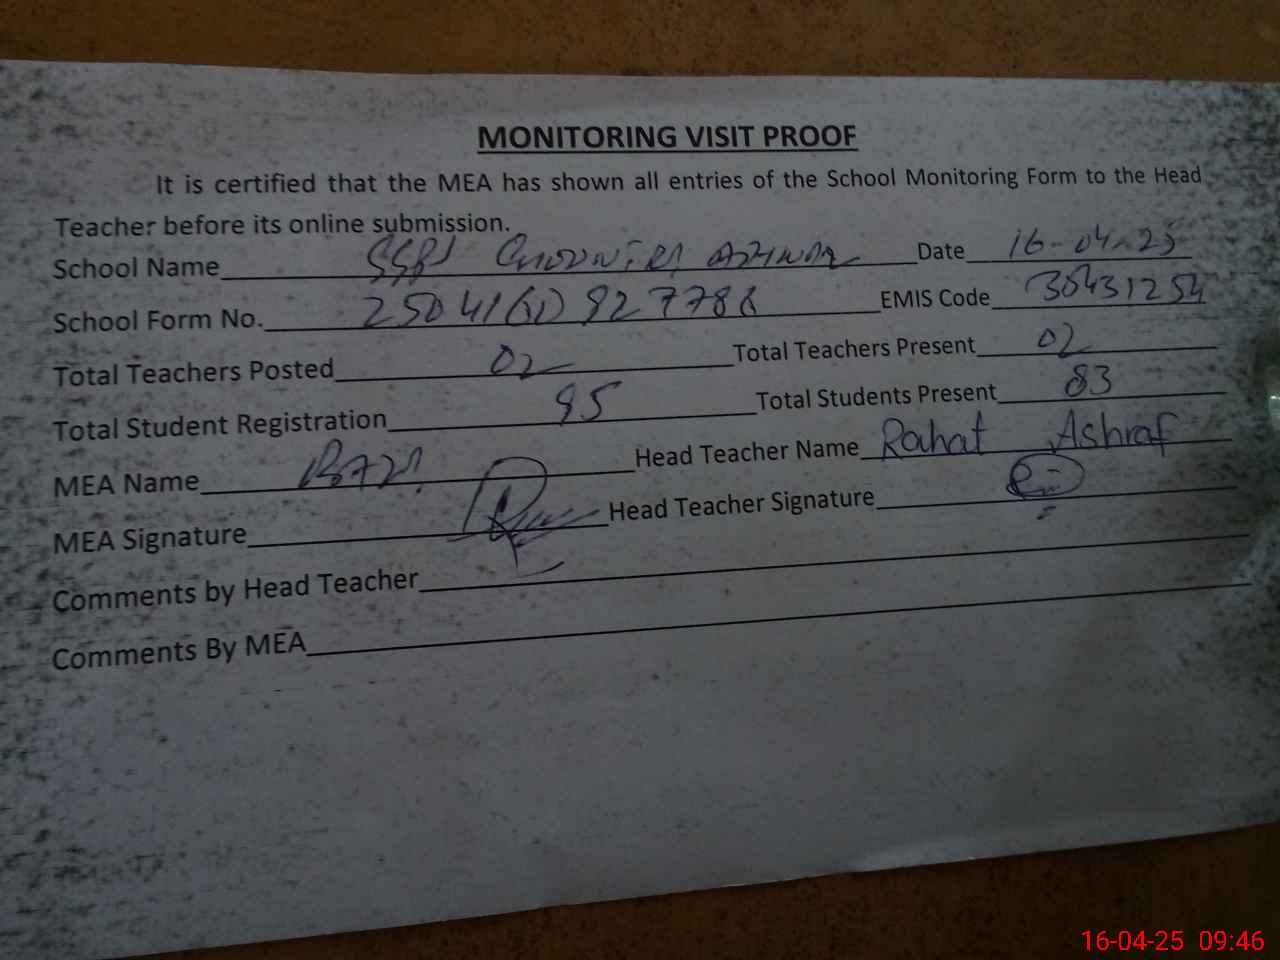 MONITORING VISIT PROOF
It is certified that the MEA has shown all entries of the School Monitoring Form to the Head
Teacher before its online submission.
School Name Date 16-04-25
School Form No. EMIS Code
Total Teachers Posted 02 Total Teachers Present 02
Total Student Registration 95 Total Students Present 83
MEA Name Head Teacher Name Rahat Ashraf
MEA Signature Head Teacher Signature
Comments by Head Teacher
Comments By MEA
16-04-25 09:46